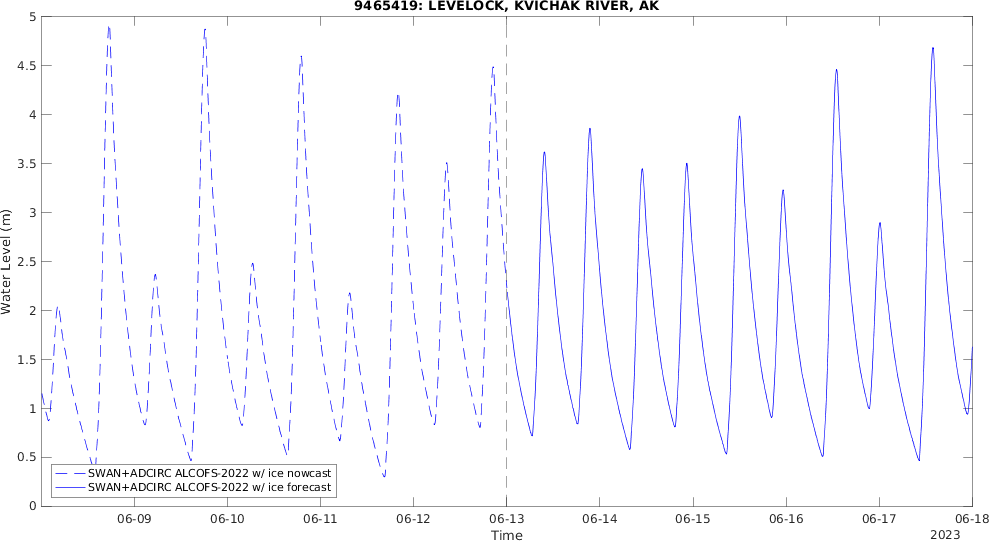 9465419: LEVELOCK, KVICHAK RIVER, AK
5
4.5
4
3.5
3
2.5
2
1.5
1
0.5
0
Water Level (m)
SWAN+ADCIRC ALCOFS-2022 w/ ice nowcast
SWAN+ADCIRC ALCOFS-2022 w/ ice forecast
06-09 06-10 06-11 06-12 06-13 06-14 06-15 06-16 06-17 06-18
Time
2023